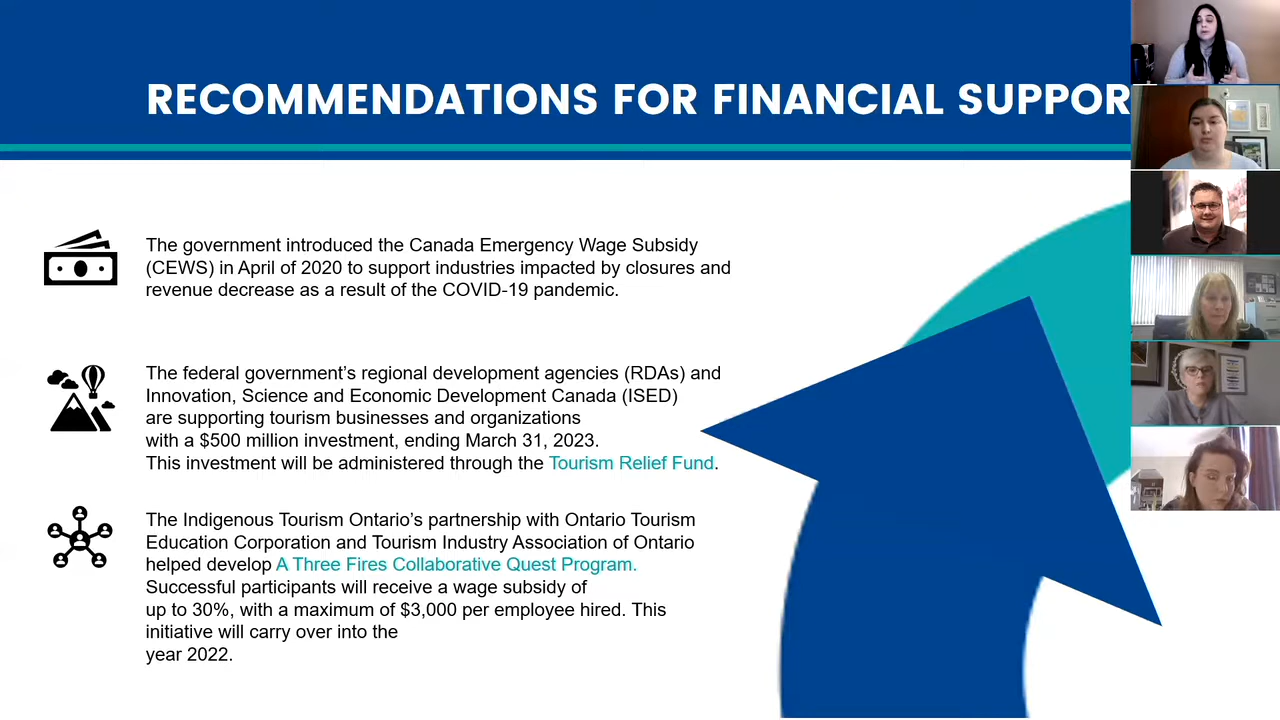 RECOMMENDATIONS FOR FINANCIAL SUPPOR
The government introduced the Canada Emergency Wage Subsidy
(CEWS) in April of 2020 to support industries impacted by closures and
revenue decrease as a result of the COVID-19 pandemic.
The federal government’s regional development agencies (RDAs) and
Innovation, Science and Economic Development Canada (ISED)
are supporting tourism businesses and organizations
with a $500 million investment, ending March 31, 2023.
This investment will be administered through the Tourism Relief Fund.
The Indigenous Tourism Ontario’s partnership with Ontario Tourism
Education Corporation and Tourism Industry Association of Ontario
helped develop A Three Fires Collaborative Quest Program.
Successful participants will receive a wage subsidy of
up to 30%, with a maximum of $3,000 per employee hired. This
initiative will carry over into the
year 2022.